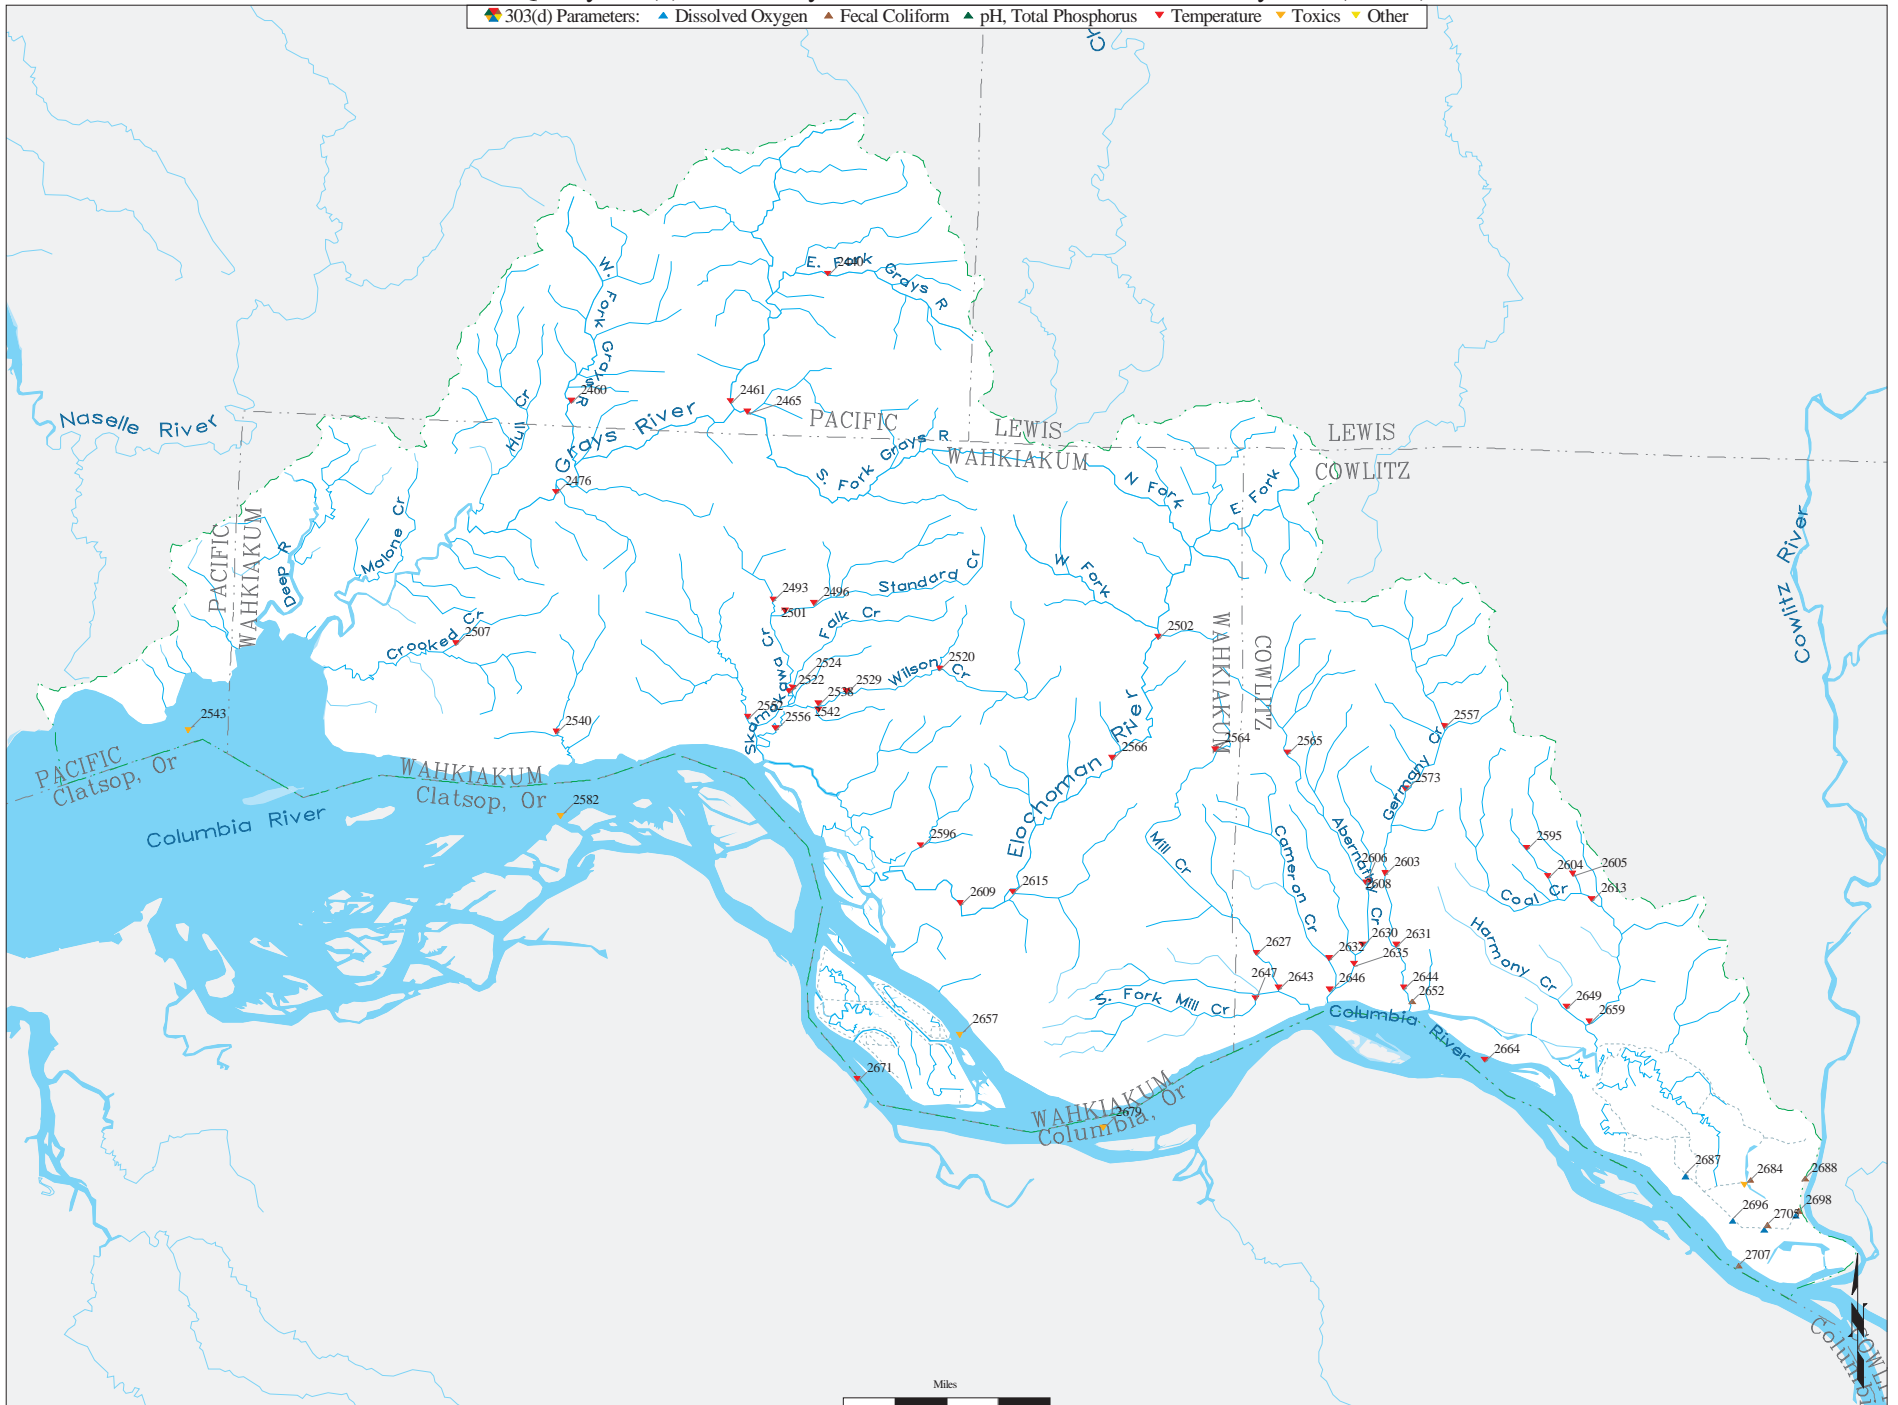 303(d) Parameters: Dissolved Oxygen Fecal Coliform pH, Total Phosphorus Temperature Toxics Other
Cr
E. Fork Grays R
2440
W. Fork Grays R
2460
2461
2465
Hull Cr
Grays River
Naselle River
PACIFIC
LEWIS
WAHKIAKUM
LEWIS
COWLITZ
S. Fork Grays R
2476
N Fork
E Fork
PACIFIC
WAHKIAKUM
Deep R
Malone Cr
Cowlitz River
Cowlitz River
W Fork
Standard Cr
2493
2496
2501
Falk Cr
Crooked Cr
2507
2502
WAHKIAKUM
COWLITZ
2524
2520
2522
2529
Wilson Cr
2538
2542
2552
2556
Skamakawa Cr
2543
2540
2557
2564
2565
2566
Elochoman River
2573
Germany Cr
PACIFIC
Clatsop, Or
WAHKIAKUM
Clatsop, Or
2582
Columbia River
2596
Mill Cr
Cameron Cr
Abernathy Cr
2595
2606
2603
2604
2605
2608
2609
2615
Coal Cr
2613
Harmony Cr
2627
2630
2631
2632
2635
2647
2643
2646
2644
2652
S. Fork Mill Cr
2649
2659
Columbia River
2657
2664
2671
WAHKIAKUM
Columbia, Or
2679
2687
2684
2688
2696
2698
2707
Miles
N